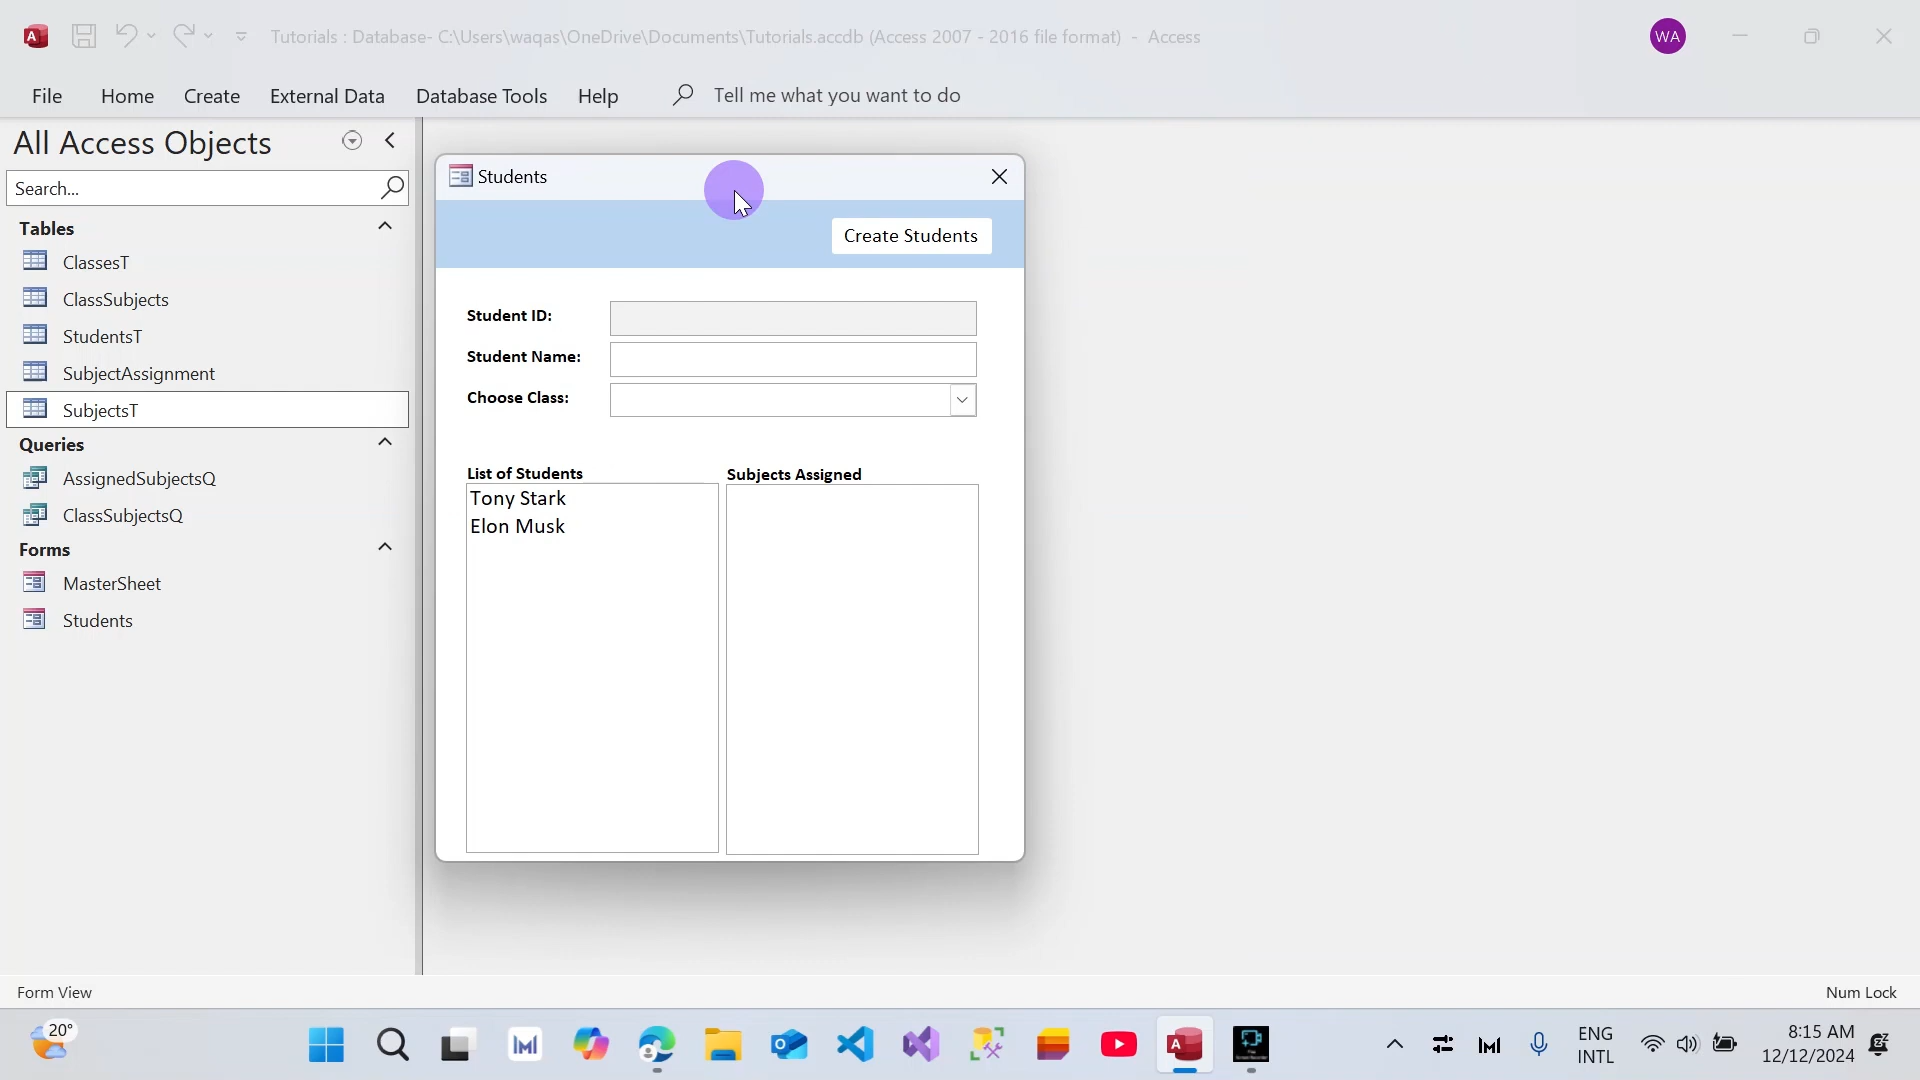 Tutorials : Database- C:\Users\waqas\OneDrive\Documents\Tutorials.accdb (Access 2007 - 2016 file format) - Access
WA
File Home Create External Data Database Tools Help Tell me what you want to do
All Access Objects
Search...
Tables
ClassesT
ClassSubjects
StudentsT
SubjectAssignment
SubjectsT
Queries
AssignedSubjectsQ
ClassSubjectsQ
Forms
MasterSheet
Students
Students
Create Students
Student ID:
Student Name:
Choose Class:
List of Students
Subjects Assigned
Tony Stark
Elon Musk
Form View
Num Lock
20°
ENG
INTL
8:15 AM
12/12/2024